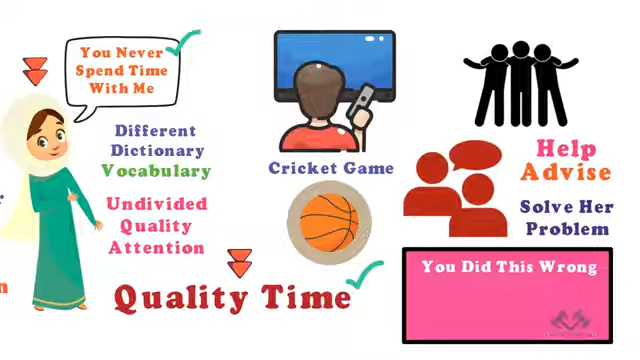 You Never
Spend Time
With Me
Different
Dictionary
Vocabulary
Undivided
Quality
Attention
Quality Time
Cricket Game
Help
Advise
Solve Her
Problem
You Did This Wrong